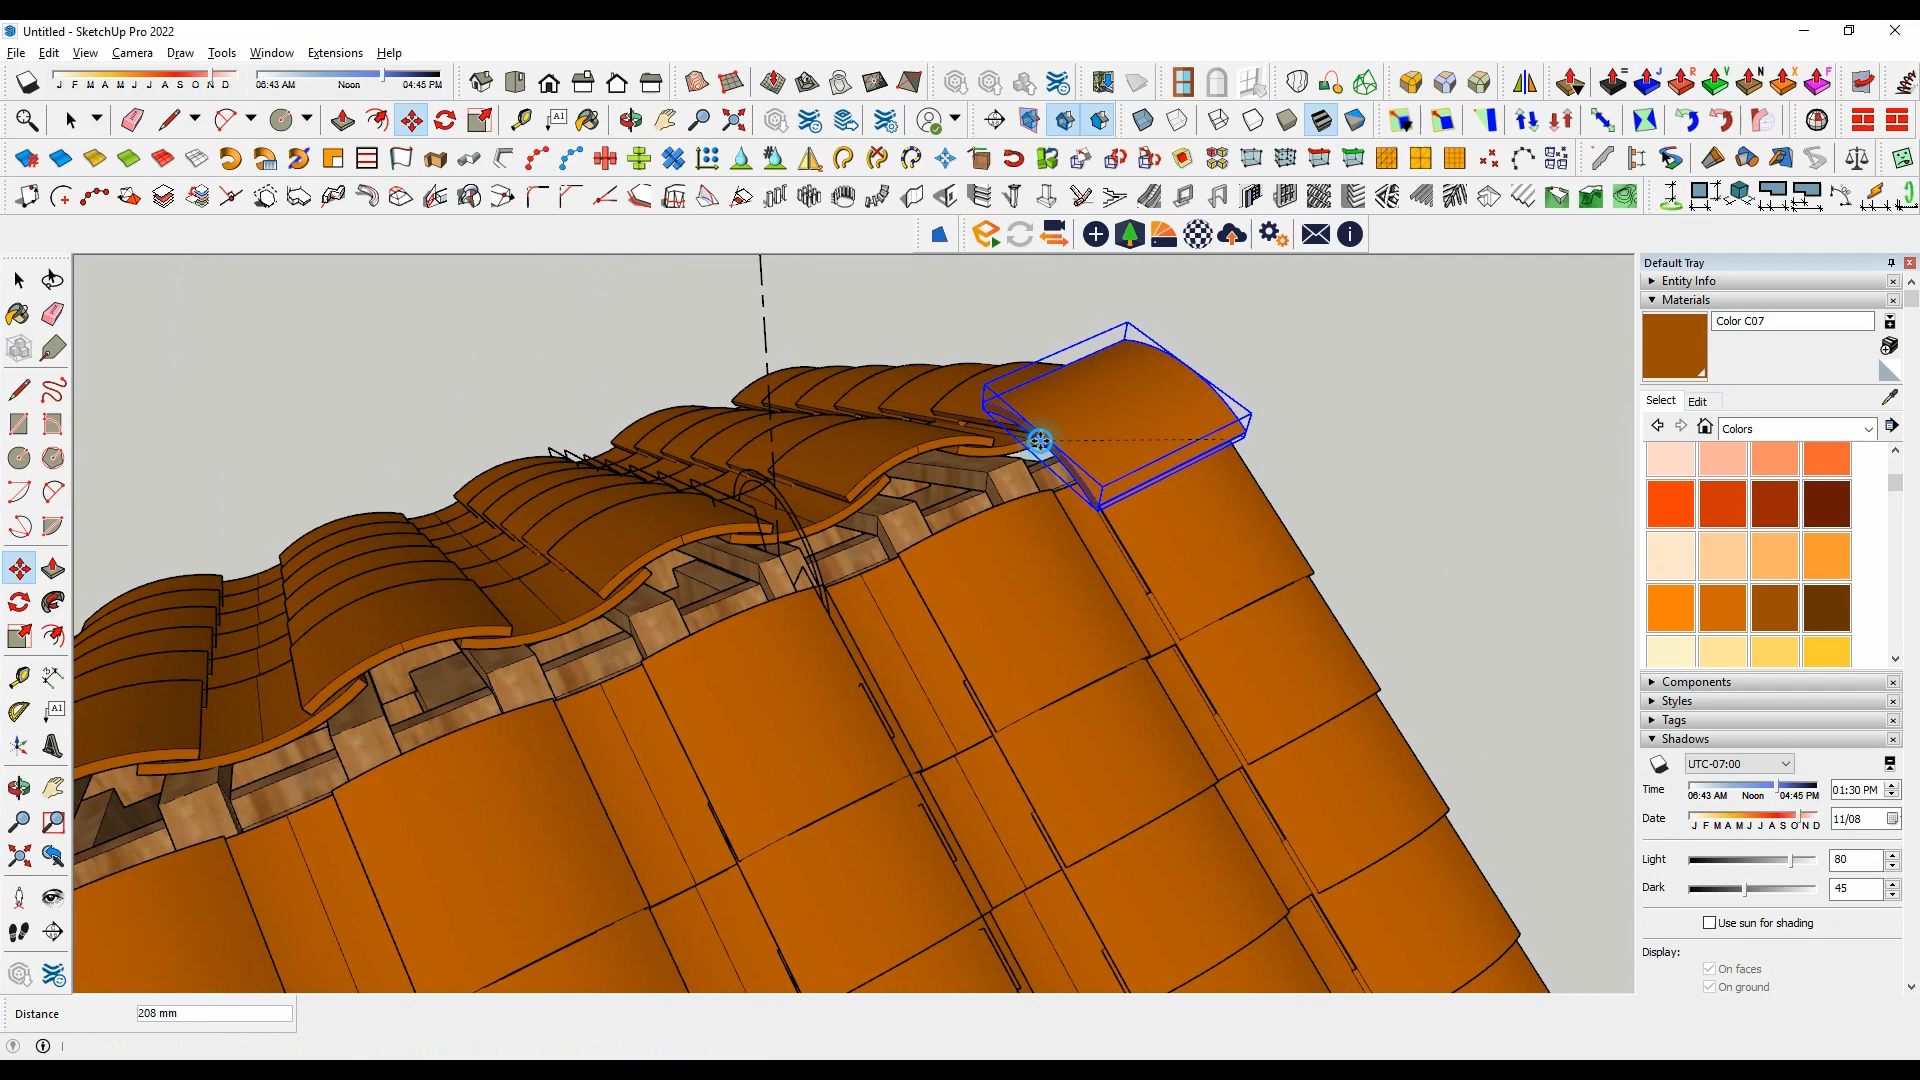 Untitled - SketchUp Pro 2022
File Edit View Camera Draw Tools Window Extensions Help
J F M A M J J A S O N D 06:43 AM Noon 04:45 PM
A1
Default Tray
Entity Info
Materials
Color C07
Select Edit
Colors
A1
Components
Styles
Tags
Shadows
UTC-07:00
Time 06:43 AM Noon 04:45 PM 01:30 PM
Date J F M A M J J A S O N D 11/08
Light 80
Dark 45
Use sun for shading
Display:
On faces
On ground
Distance 208 mm